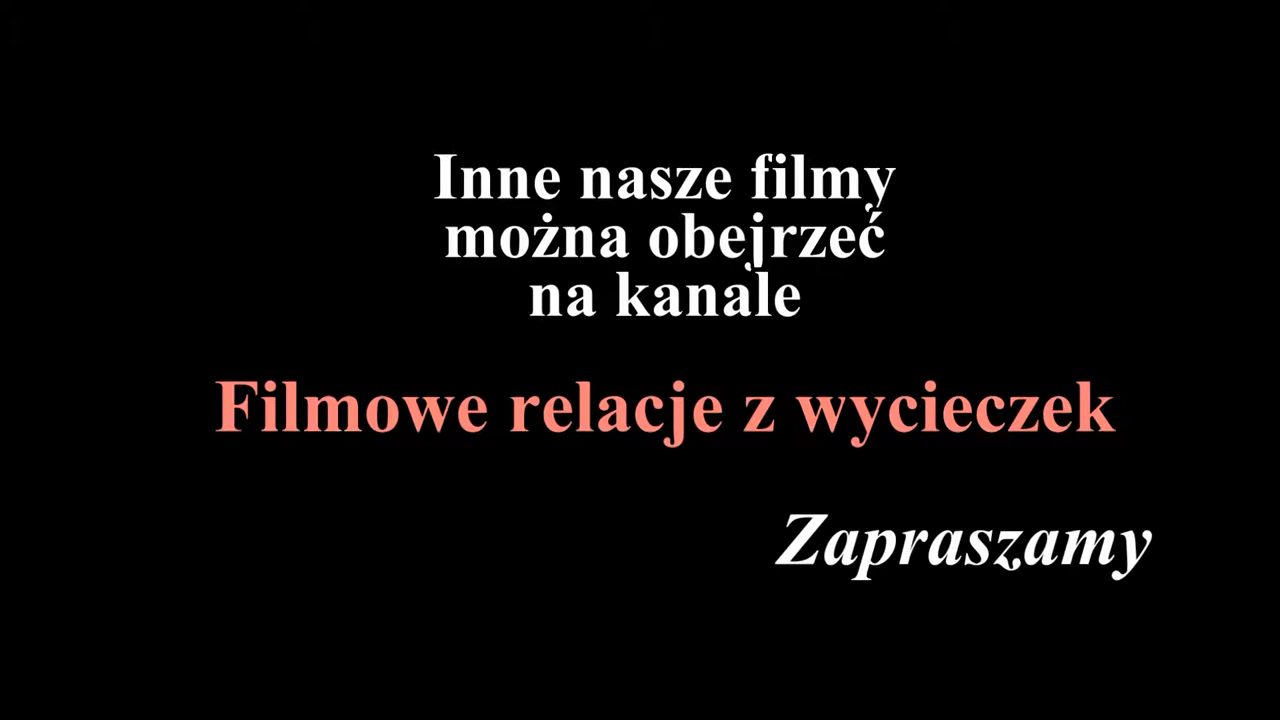 Inne nasze filmy
można obejrzeć
na kanale
Filmowe relacje z wycieczek
Zapraszamy